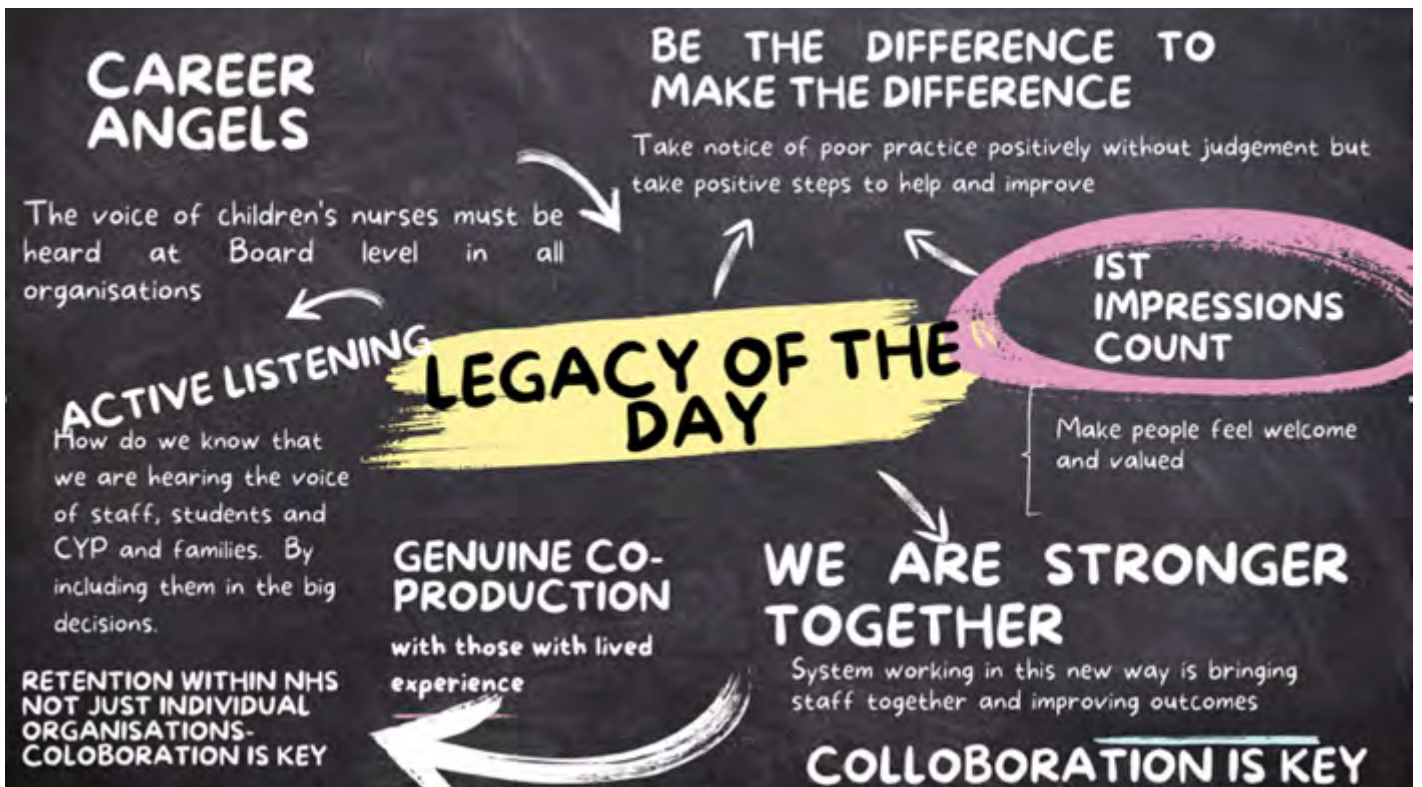 CAREER
ANGELS
The voice of children's nurses must be
heard at Board level in all
organisations
BE THE DIFFERENCE TO
MAKE THE DIFFERENCE
Take notice of poor practice positively without judgement but
take positive steps to help and improve
1ST
IMPRESSIONS
COUNT
Make people feel welcome
and valued
LEGACY OF THE
DAY
ACTIVE LISTENING
How do we know that
we are hearing the voice
of staff, students and
CYP and families. By
including them in the big
decisions.
GENUINE CO-
PRODUCTION
with those with lived
experience
WE ARE STRONGER
TOGETHER
System working in this new way is bringing
staff together and improving outcomes
RETENTION WITHIN NHS
NOT JUST INDIVIDUAL
ORGANISATIONS-
COLOBORATION IS KEY
COLLOBORATION IS KEY